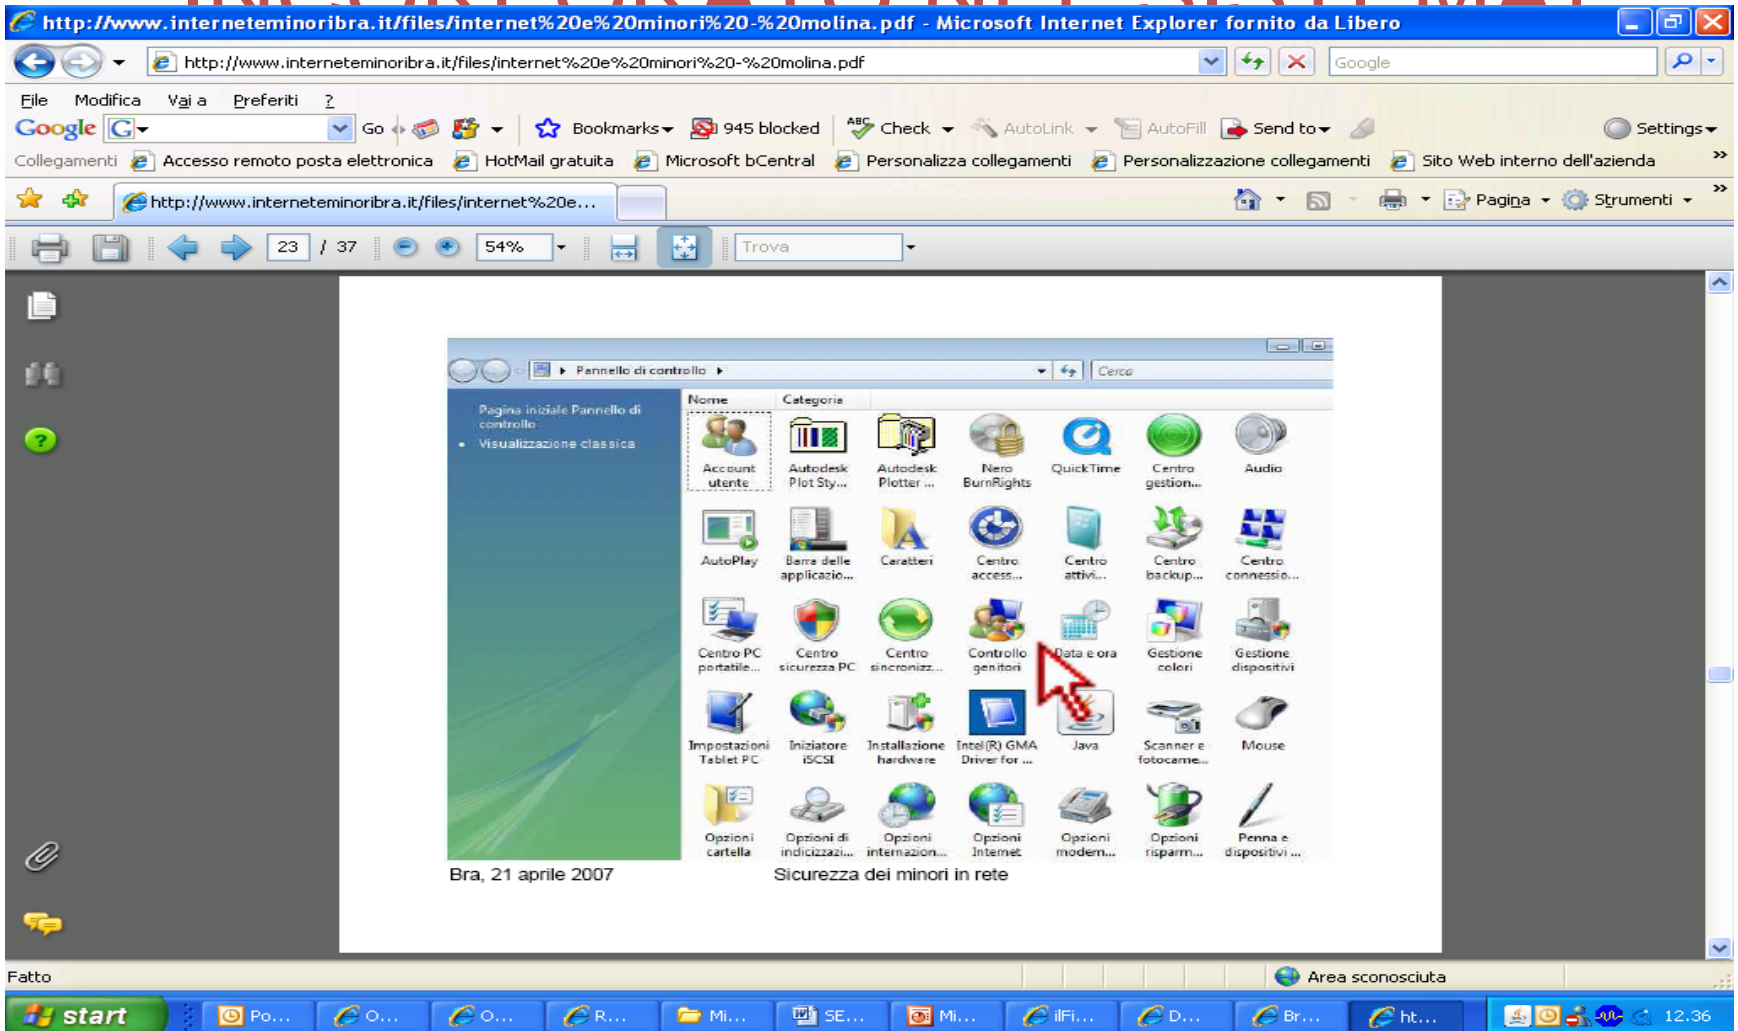 http://www.interneteminoribra.it/files/internet%20e%20minori%20-%20molina.pdf - Microsoft Internet Explorer fornito da Libero
http://www.interneteminoribra.it/files/internet%20e%20minori%20-%20molina.pdf Google
File Modifica Vai a Preferiti ?
Google G Go Bookmarks 945 blocked ABC Check AutoLink AutoFill Send to Settings
Collegamenti Accesso remoto posta elettronica HotMail gratuita Microsoft bCentral Personalizza collegamenti Personalizzazione collegamenti Sito Web interno dell'azienda »
http://www.interneteminoribra.it/files/internet%20e... Pagina Strumenti »
23 / 37 54% Trova
Pannello di controllo Cerca
Pagina iniziale Pannello di
controllo
• Visualizzazione classica
Nome Categoria
Account utente
Autodesk Plot Sty...
Autodesk Plotter ...
Nero BurnRights
QuickTime
Centro gestion...
Audio
AutoPlay
Barra delle applicazio...
Caratteri
Centro access...
Centro attivi...
Centro backup...
Centro connessio...
Centro PC portatile...
Centro sicurezza PC
Centro sincronizz...
Controllo genitori
Data e ora
Gestione colori
Gestione dispositivi
Impostazioni Tablet PC
Iniziatore iSCSI
Installazione hardware
Intel(R) GMA Driver for ...
Java
Scanner e fotocame...
Mouse
Opzioni cartella
Opzioni di indicizzazi...
Opzioni internazion...
Opzioni Internet
Opzioni modem...
Opzioni risparm...
Penna e dispositivi ...
Bra, 21 aprile 2007 Sicurezza dei minori in rete
Fatto Area sconosciuta
start Po... O... O... R... Mi... SE... Mi... ilFi... D... Br... ht... 12.36